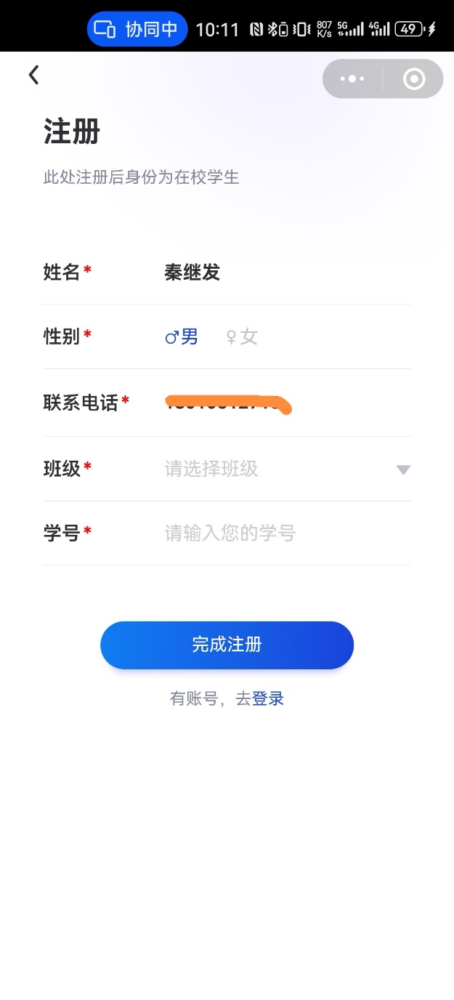 协同中 10:11 807 K/s 5G 4G 49
注册
此处注册后身份为在校学生
姓名* 秦继发
性别* ♂男 ♀女
联系电话*
班级* 请选择班级
学号* 请输入您的学号
完成注册
有账号，去登录